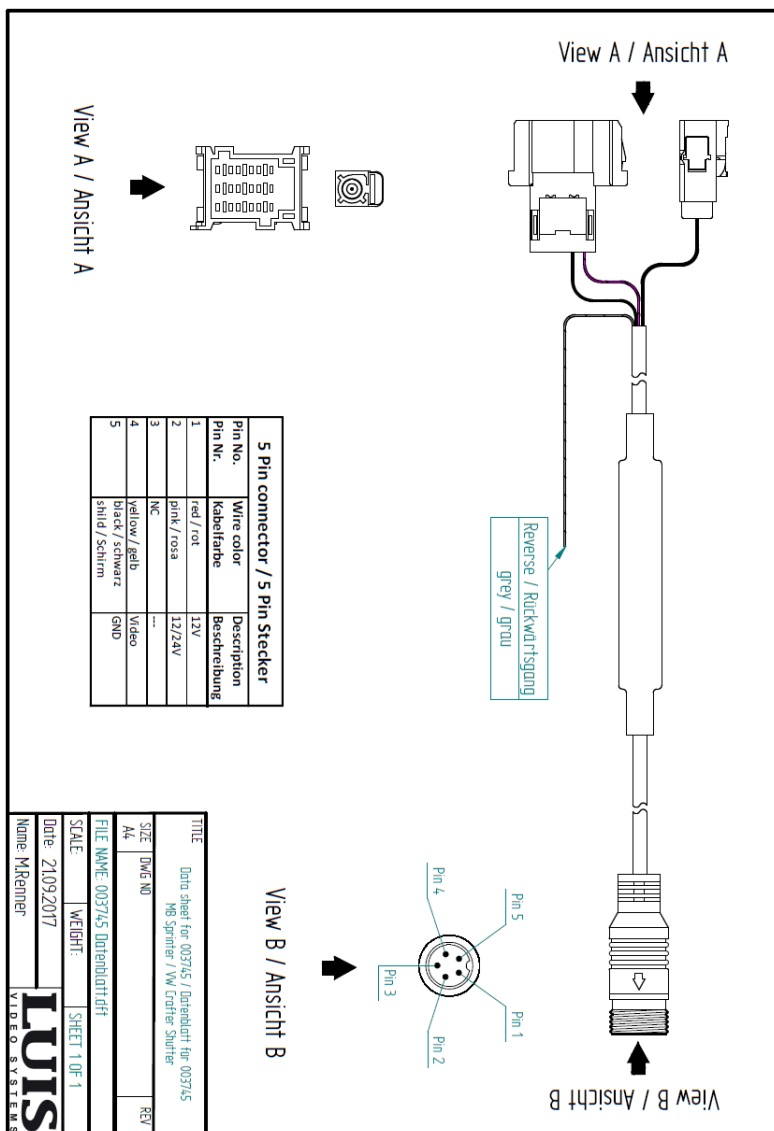 View A / Ansicht A
View A / Ansicht A
Reverse / Rückwärtsgang
grey / grau
5 Pin connector / 5 Pin Stecker
Pin No. Wire color Description
Pin Nr. Kabelfarbe Beschreibung
1 red / rot 12V
2 pink / rosa 12/24V
3 NC ---
4 yellow / gelb Video
5 black / schwarz GND
shild / Schirm
View B / Ansicht B
View B / Ansicht B
Pin 5
Pin 4
Pin 1
Pin 3
Pin 2
TITLE
Data sheet for 003745 / Datenblatt für 003745
MB Sprinter / VW Crafter Shutter
SIZE DWG NO REV
A4
FILE NAME: 003745 Datenblatt.dft
SCALE: WEIGHT: SHEET 1 OF 1
Date: 21.09.2017
Name: M.Renner
LUIS
VIDEO SYSTEMS